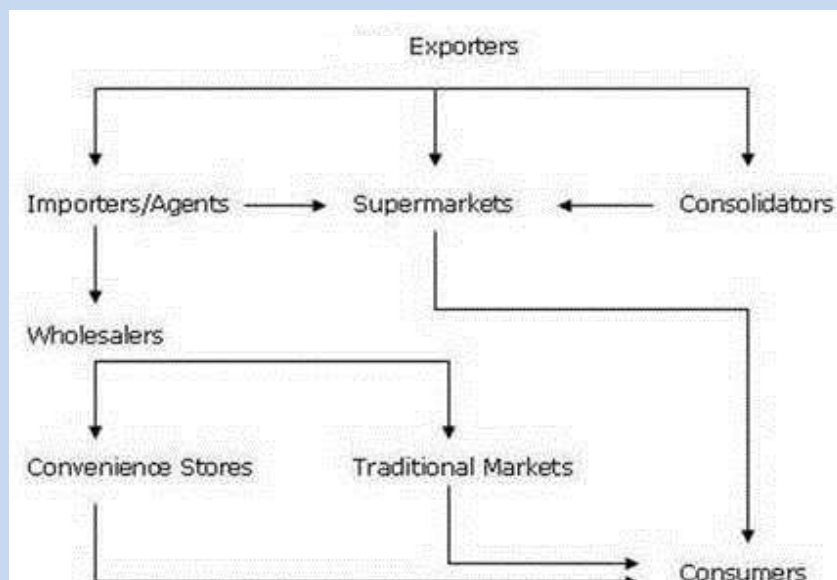 Exporters
Importers/Agents
Supermarkets
Consolidators
Wholesalers
Convenience Stores
Traditional Markets
Consumers